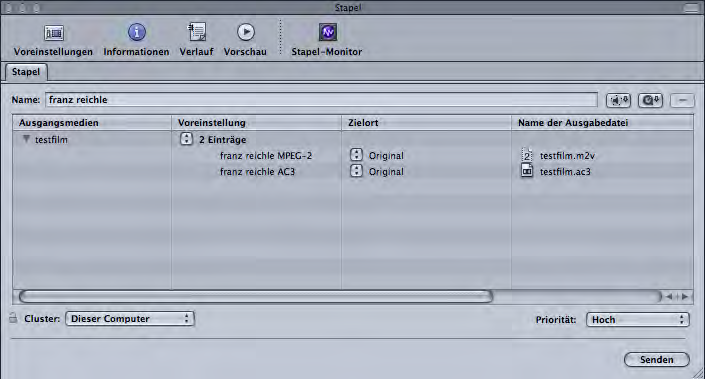 Stapel
Voreinstellungen Informationen Verlauf Vorschau Stapel-Monitor
Stapel
Name: franz reichle
Ausgangsmedien Voreinstellung Zielort Name der Ausgabedatei
testfilm 2 Einträge
franz reichle MPEG-2 Original testfilm.m2v
franz reichle AC3 Original testfilm.ac3
Cluster: Dieser Computer Priorität: Hoch
Senden